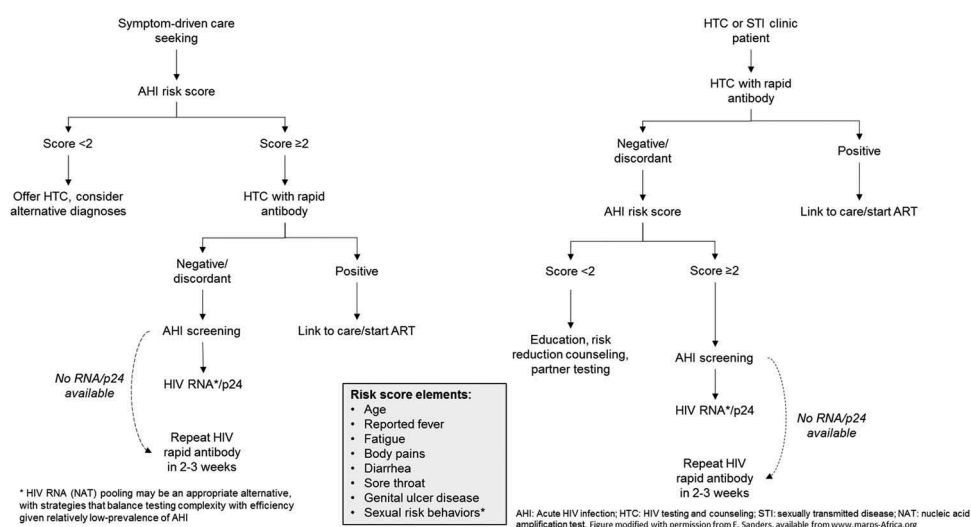 Symptom-driven care
seeking
AHI risk score
Score <2
Score ≥2
Offer HTC, consider
alternative diagnoses
HTC with rapid
antibody
Negative/
discordant
Positive
AHI screening
Link to care/start ART
No RNA/p24
available
HIV RNA*/p24
Repeat HIV
rapid antibody
in 2-3 weeks
* HIV RNA (NAT) pooling may be an appropriate alternative,
with strategies that balance testing complexity with efficiency
given relatively low-prevalence of AHI
Risk score elements:
• Age
• Reported fever
• Fatigue
• Body pains
• Diarrhea
• Sore throat
• Genital ulcer disease
• Sexual risk behaviors*
HTC or STI clinic
patient
HTC with rapid
antibody
Negative/
discordant
Positive
AHI risk score
Link to care/start ART
Score <2
Score ≥2
Education, risk
reduction counseling,
partner testing
AHI screening
HIV RNA*/p24
No RNA/p24
available
Repeat HIV
rapid antibody
in 2-3 weeks
AHI: Acute HIV infection; HTC: HIV testing and counseling; STI: sexually transmitted disease; NAT: nucleic acid
amplification test. Figure modified with permission from E. Sanders, available from www.marps-Africa.org